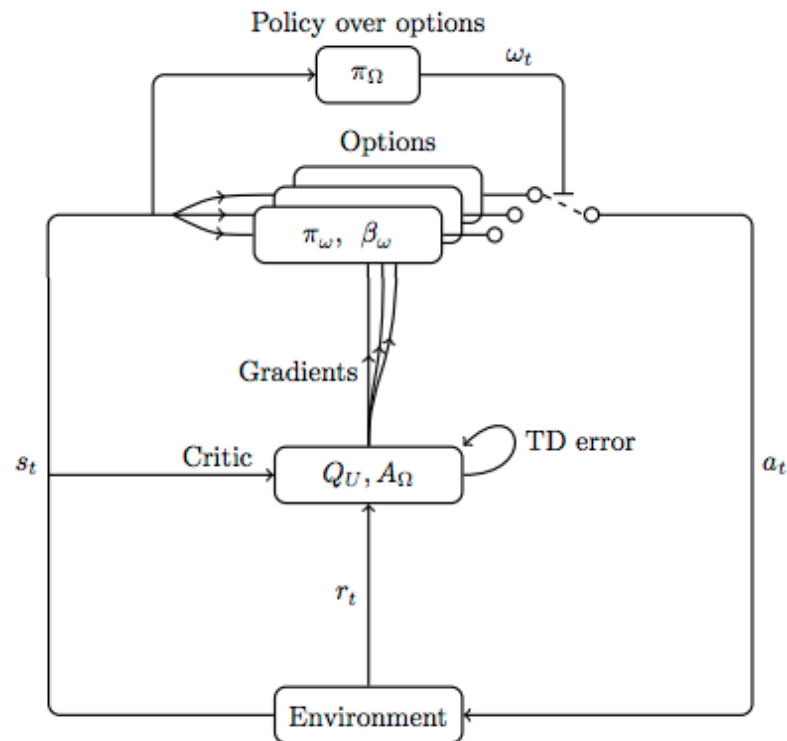 Policy over options
π_Ω
ω_t
Options
π_ω, β_ω
Gradients
Critic
TD error
s_t
Q_U, A_Ω
a_t
r_t
Environment